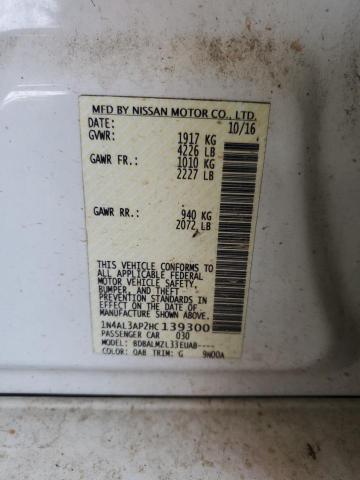 MFD BY NISSAN MOTOR CO., LTD.
DATE: 10/16
GVWR: 1917 KG
4226 LB
GAWR FR: 1010 KG
2227 LB
GAWR RR: 940 KG
2072 LB
THIS VEHICLE CONFORMS TO ALL
APPLICABLE FEDERAL
MOTOR VEHICLE SAFETY,
BUMPER, AND THEFT
PREVENTION STANDARDS
IN EFFECT ON THE DATE OF
MANUFACTURE SHOWN ABOVE.
1N4AL3AP2HC139300
PASSENGER CAR 030
MODEL: BDBALMZL33EUAB----
COLOR: QAB TRIM: G 9N00A